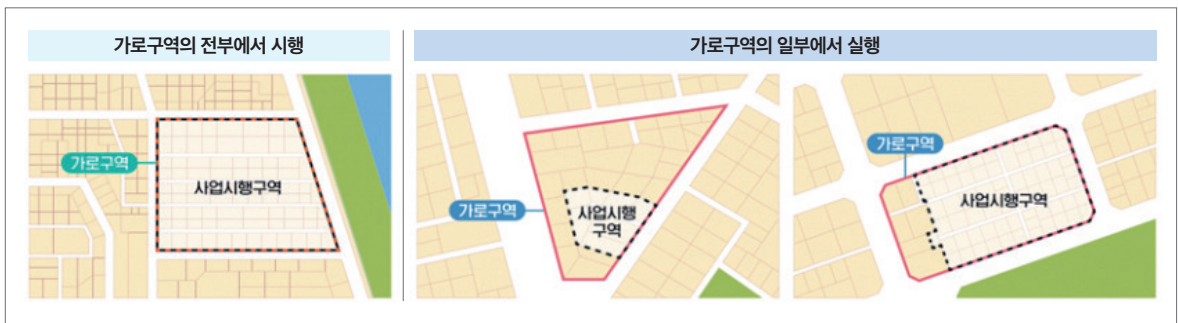 가로구역의 전부에서 시행
가로구역의 일부에서 실행
가로구역
사업시행구역
가로구역
사업시행
구역
가로구역
사업시행구역